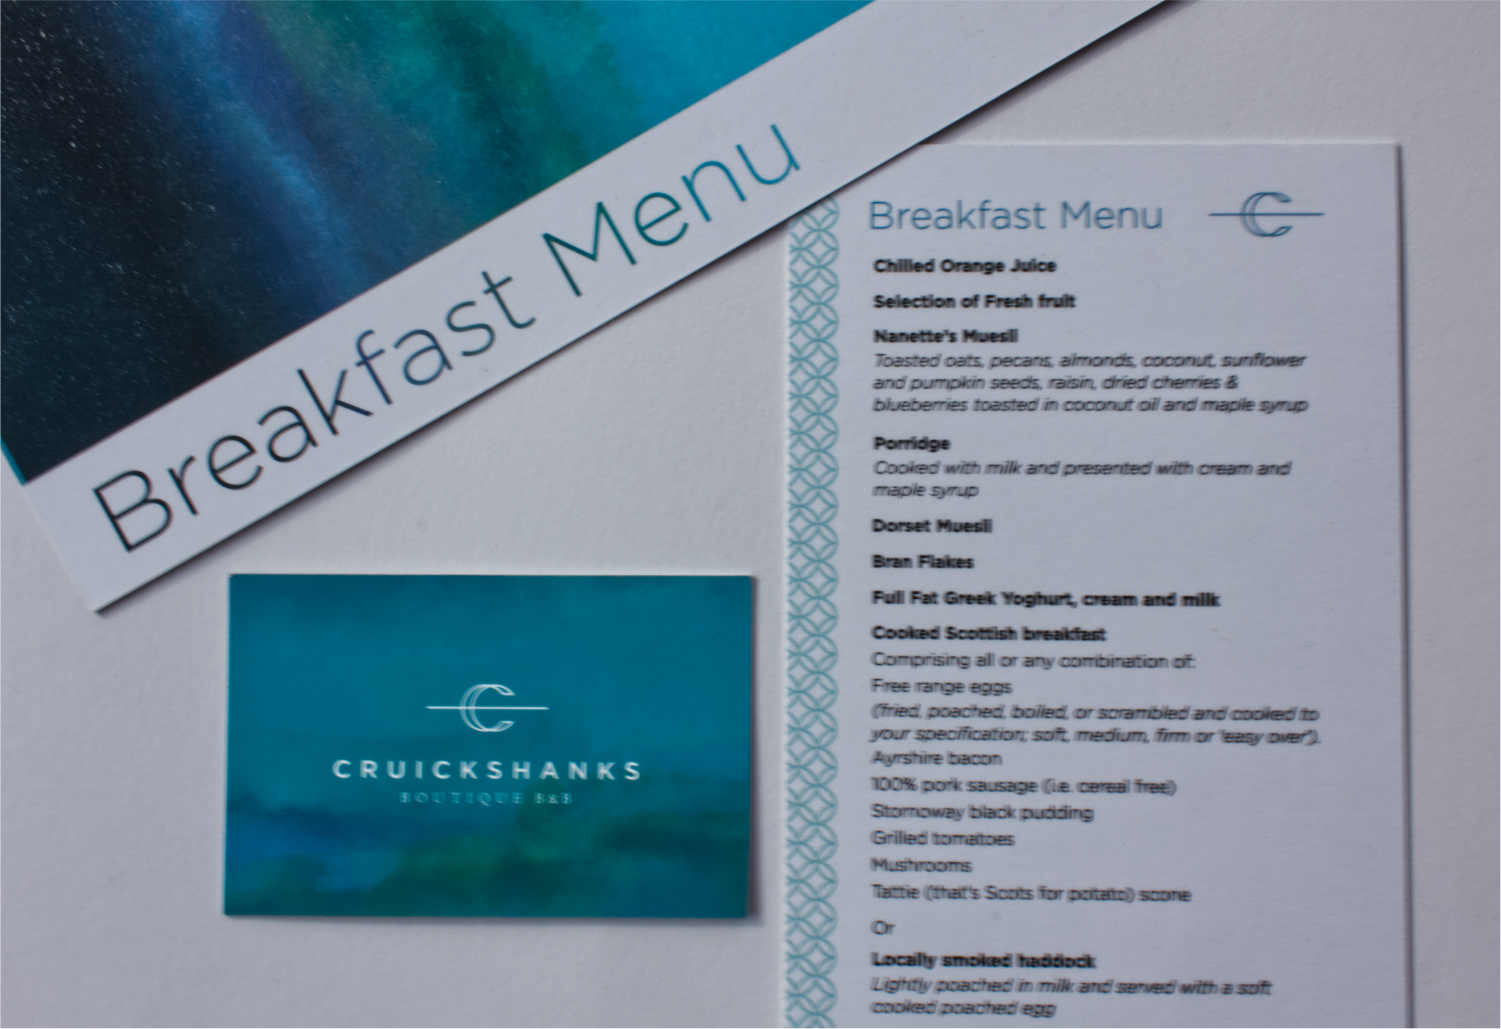 Breakfast Menu
Breakfast Menu
Chilled Orange Juice
Selection of Fresh fruit
Nanette's Muesli
Toasted oats, pecans, almonds, coconut, sunflower
and pumpkin seeds, raisin, dried cherries &
blueberries toasted in coconut oil and maple syrup
Porridge
Cooked with milk and presented with cream and
maple syrup
Dorset Muesli
Bran Flakes
Full Fat Greek Yoghurt, cream and milk
Cooked Scottish breakfast
Comprising all or any combination of:
Free range eggs
(fried, poached, boiled, or scrambled and cooked to
your specification; soft, medium, firm or 'easy over').
Ayrshire bacon
100% pork sausage (i.e. cereal free)
Stornoway black pudding
Grilled tomatoes
Mushrooms
Tattie (that's Scots for potato) scone
Or
Locally smoked haddock
Lightly poached in milk and served with a soft
cooked poached egg
C
CRUICKSHANKS
BOUTIQUE B&B